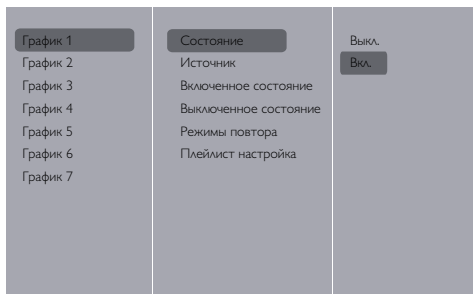 График 1
График 2
График 3
График 4
График 5
График 6
График 7
Состояние
Источник
Включенное состояние
Выключенное состояние
Режимы повтора
Плейлист настройка
Выкл.
Вкл.